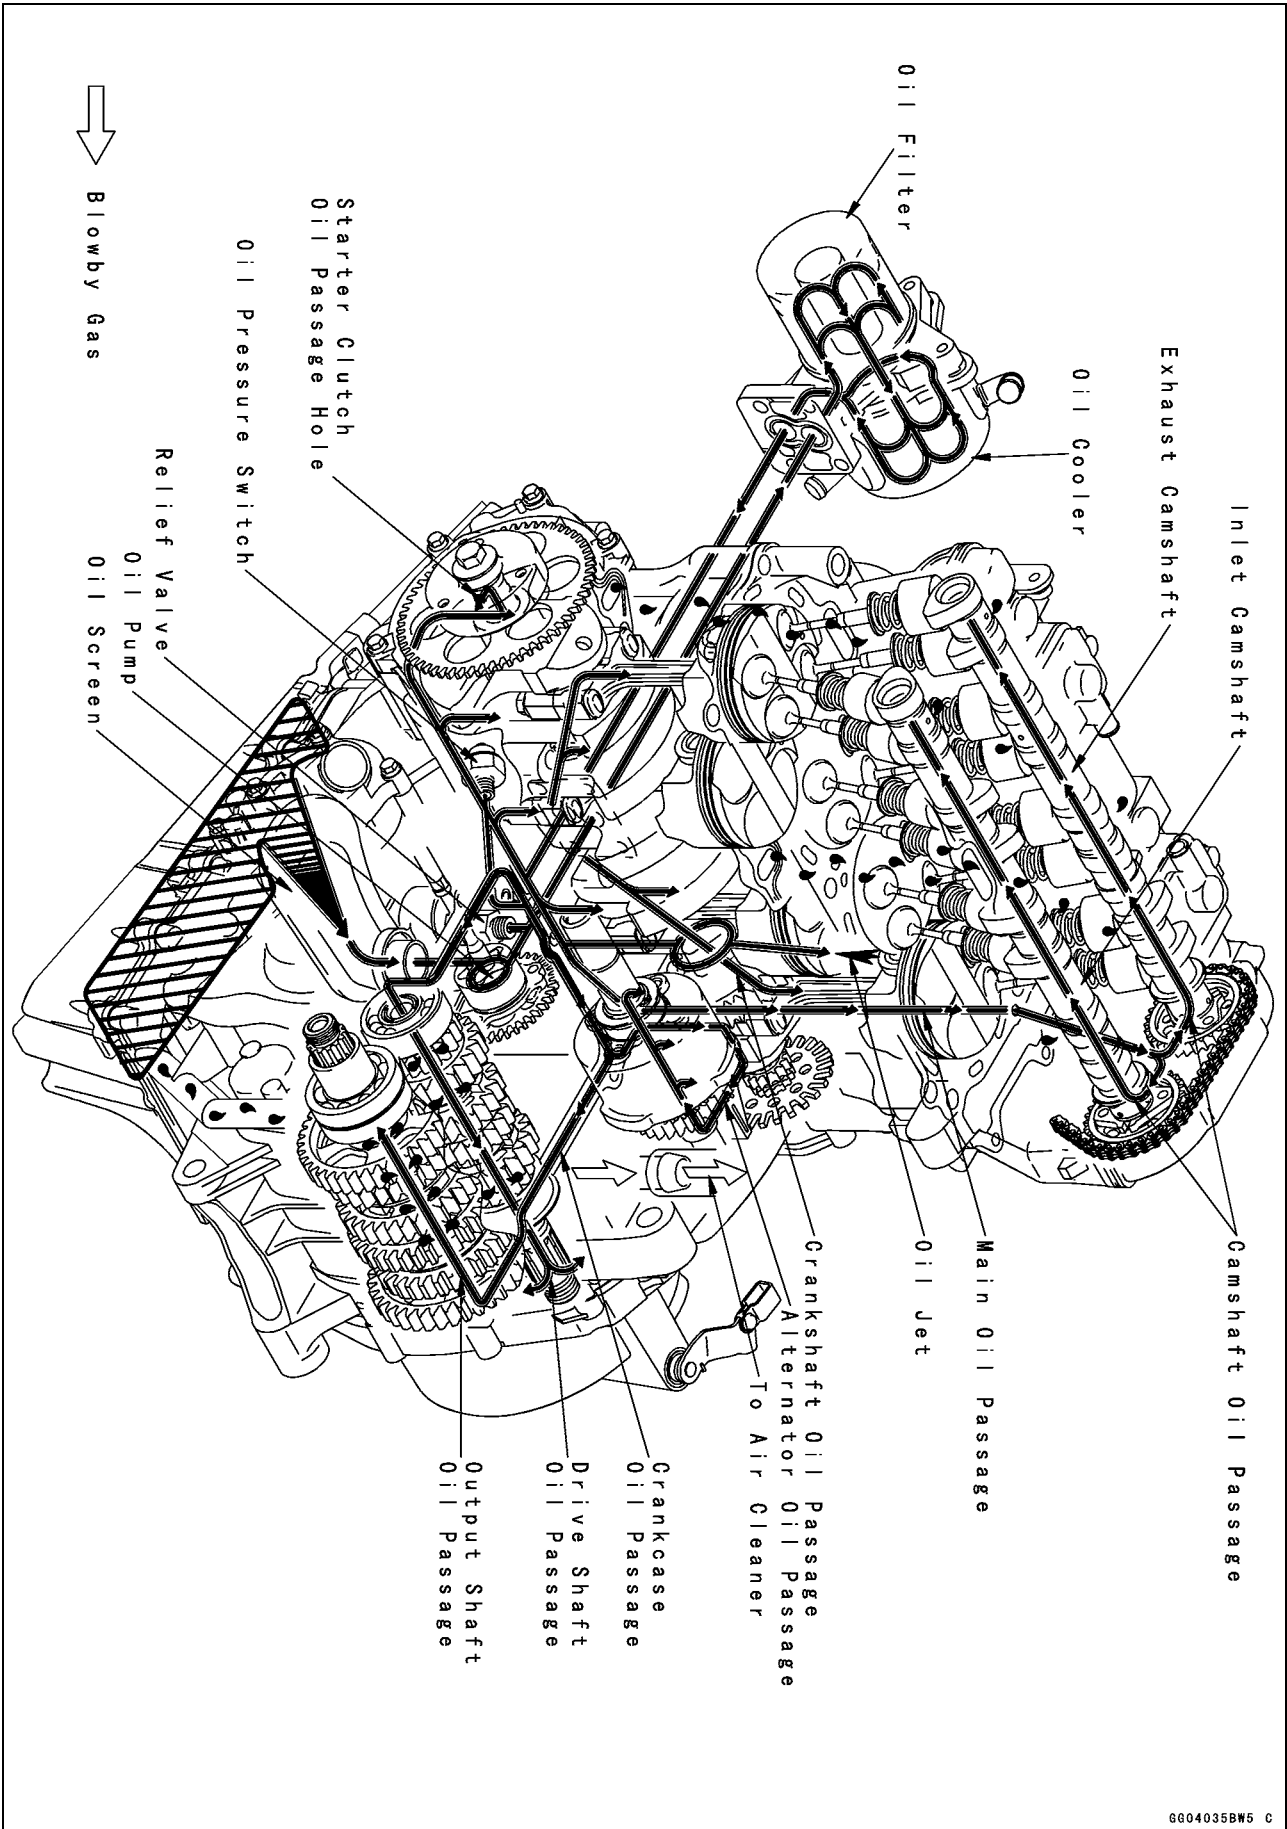 Oil Filter
Oil Cooler
Exhaust Camshaft
Inlet Camshaft
Starter Clutch
Oil Passage Hole
Oil Pressure Switch
Relief Valve
Oil Pump
Oil Screen
Blowby Gas
Camshaft Oil Passage
Main Oil Passage
Oil Jet
Crankshaft Oil Passage
Alternator Oil Passage
To Air Cleaner
Crankcase
Oil Passage
Drive Shaft
Oil Passage
Output Shaft
Oil Passage
GG04035BW5 C